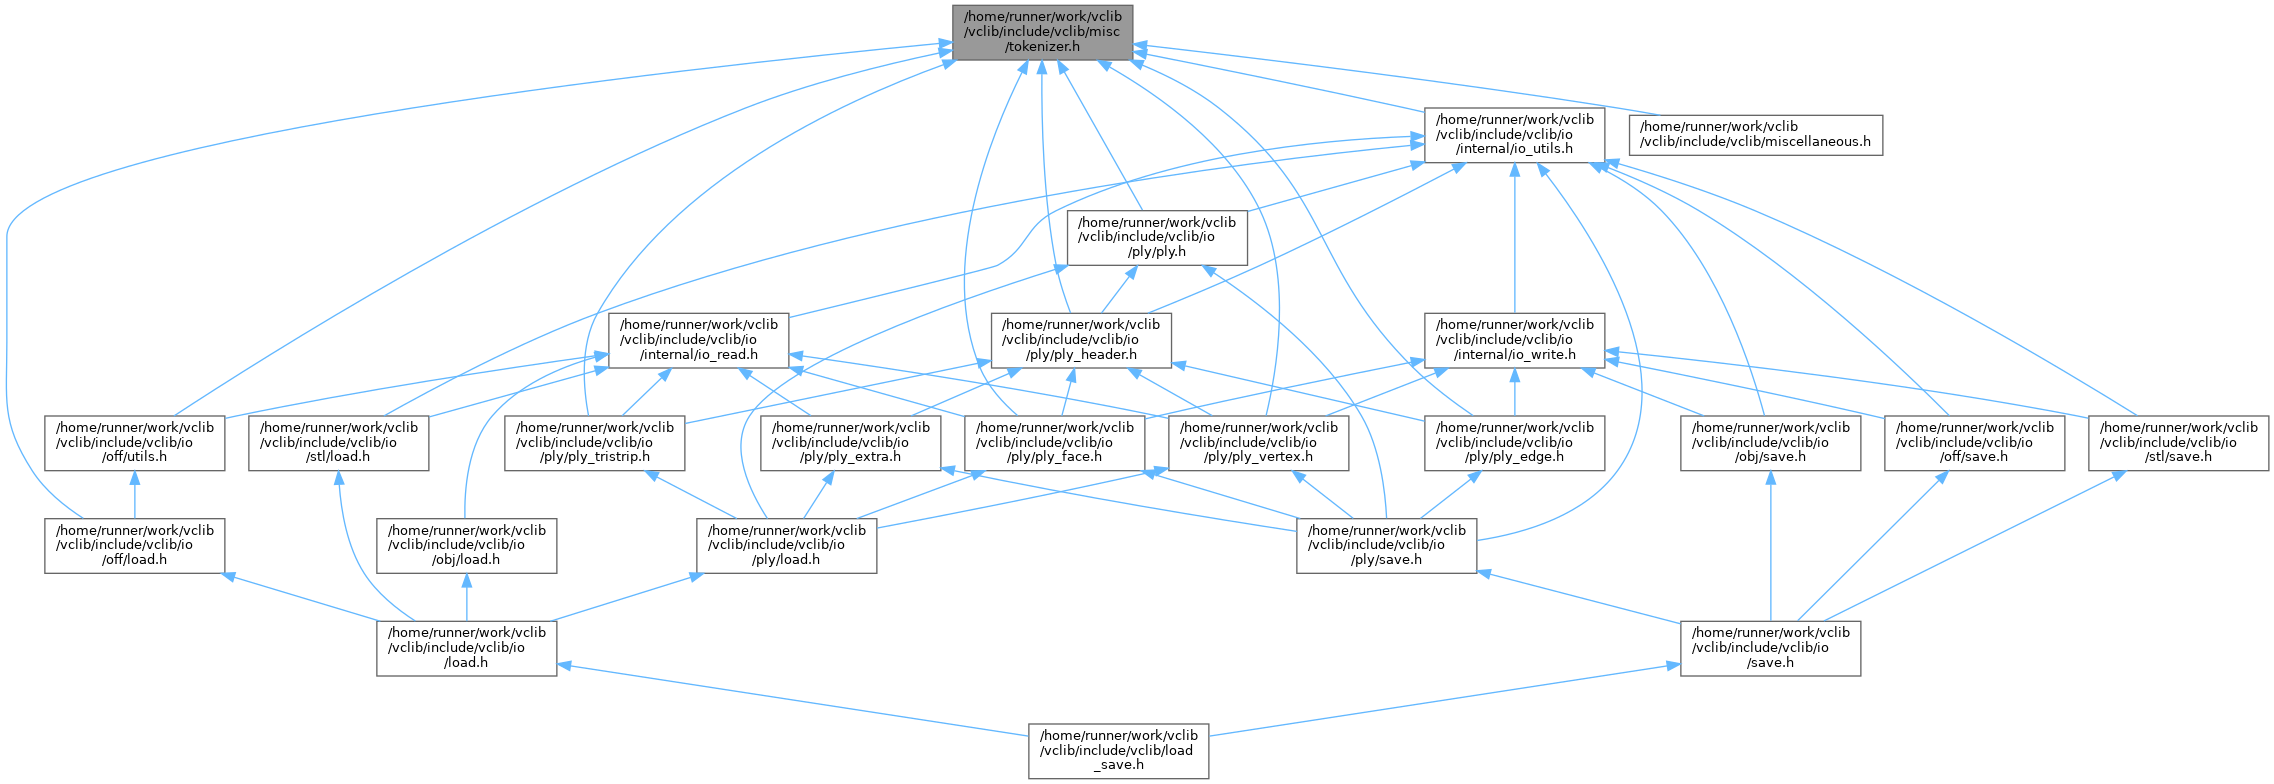 /home/runner/work/vclib
/vclib/include/vclib/misc
/tokenizer.h
/home/runner/work/vclib
/vclib/include/vclib/io
/internal/io_utils.h
/home/runner/work/vclib
/vclib/include/vclib/miscellaneous.h
/home/runner/work/vclib
/vclib/include/vclib/io
/ply/ply.h
/home/runner/work/vclib
/vclib/include/vclib/io
/internal/io_read.h
/home/runner/work/vclib
/vclib/include/vclib/io
/ply/ply_header.h
/home/runner/work/vclib
/vclib/include/vclib/io
/internal/io_write.h
/home/runner/work/vclib
/vclib/include/vclib/io
/off/utils.h
/home/runner/work/vclib
/vclib/include/vclib/io
/stl/load.h
/home/runner/work/vclib
/vclib/include/vclib/io
/ply/ply_tristrip.h
/home/runner/work/vclib
/vclib/include/vclib/io
/ply/ply_extra.h
/home/runner/work/vclib
/vclib/include/vclib/io
/ply/ply_face.h
/home/runner/work/vclib
/vclib/include/vclib/io
/ply/ply_vertex.h
/home/runner/work/vclib
/vclib/include/vclib/io
/ply/ply_edge.h
/home/runner/work/vclib
/vclib/include/vclib/io
/obj/save.h
/home/runner/work/vclib
/vclib/include/vclib/io
/off/save.h
/home/runner/work/vclib
/vclib/include/vclib/io
/stl/save.h
/home/runner/work/vclib
/vclib/include/vclib/io
/off/load.h
/home/runner/work/vclib
/vclib/include/vclib/io
/obj/load.h
/home/runner/work/vclib
/vclib/include/vclib/io
/ply/load.h
/home/runner/work/vclib
/vclib/include/vclib/io
/ply/save.h
/home/runner/work/vclib
/vclib/include/vclib/io
/load.h
/home/runner/work/vclib
/vclib/include/vclib/io
/save.h
/home/runner/work/vclib
/vclib/include/vclib/load
_save.h